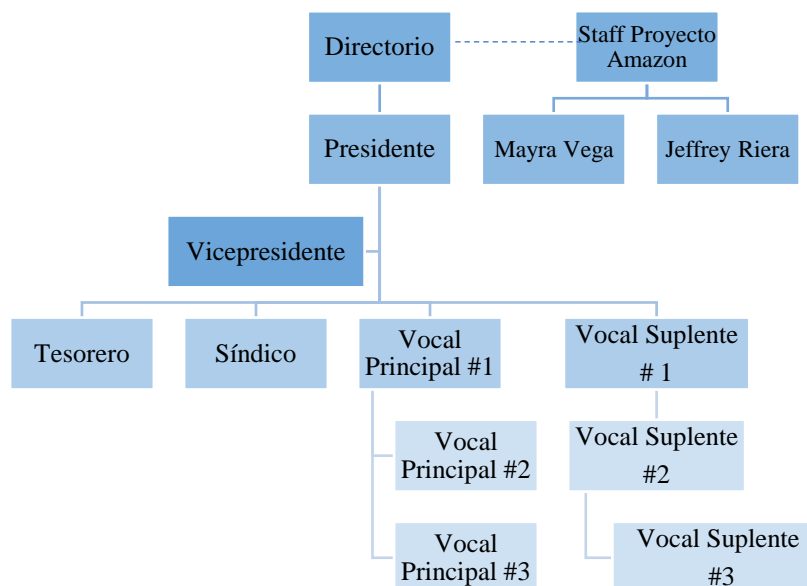 Directorio
Staff Proyecto
Amazon
Presidente
Mayra Vega
Jeffrey Riera
Vicepresidente
Tesorero
Síndico
Vocal
Principal #1
Vocal Suplente
# 1
Vocal
Principal #2
Vocal Suplente
#2
Vocal
Principal #3
Vocal Suplente
#3